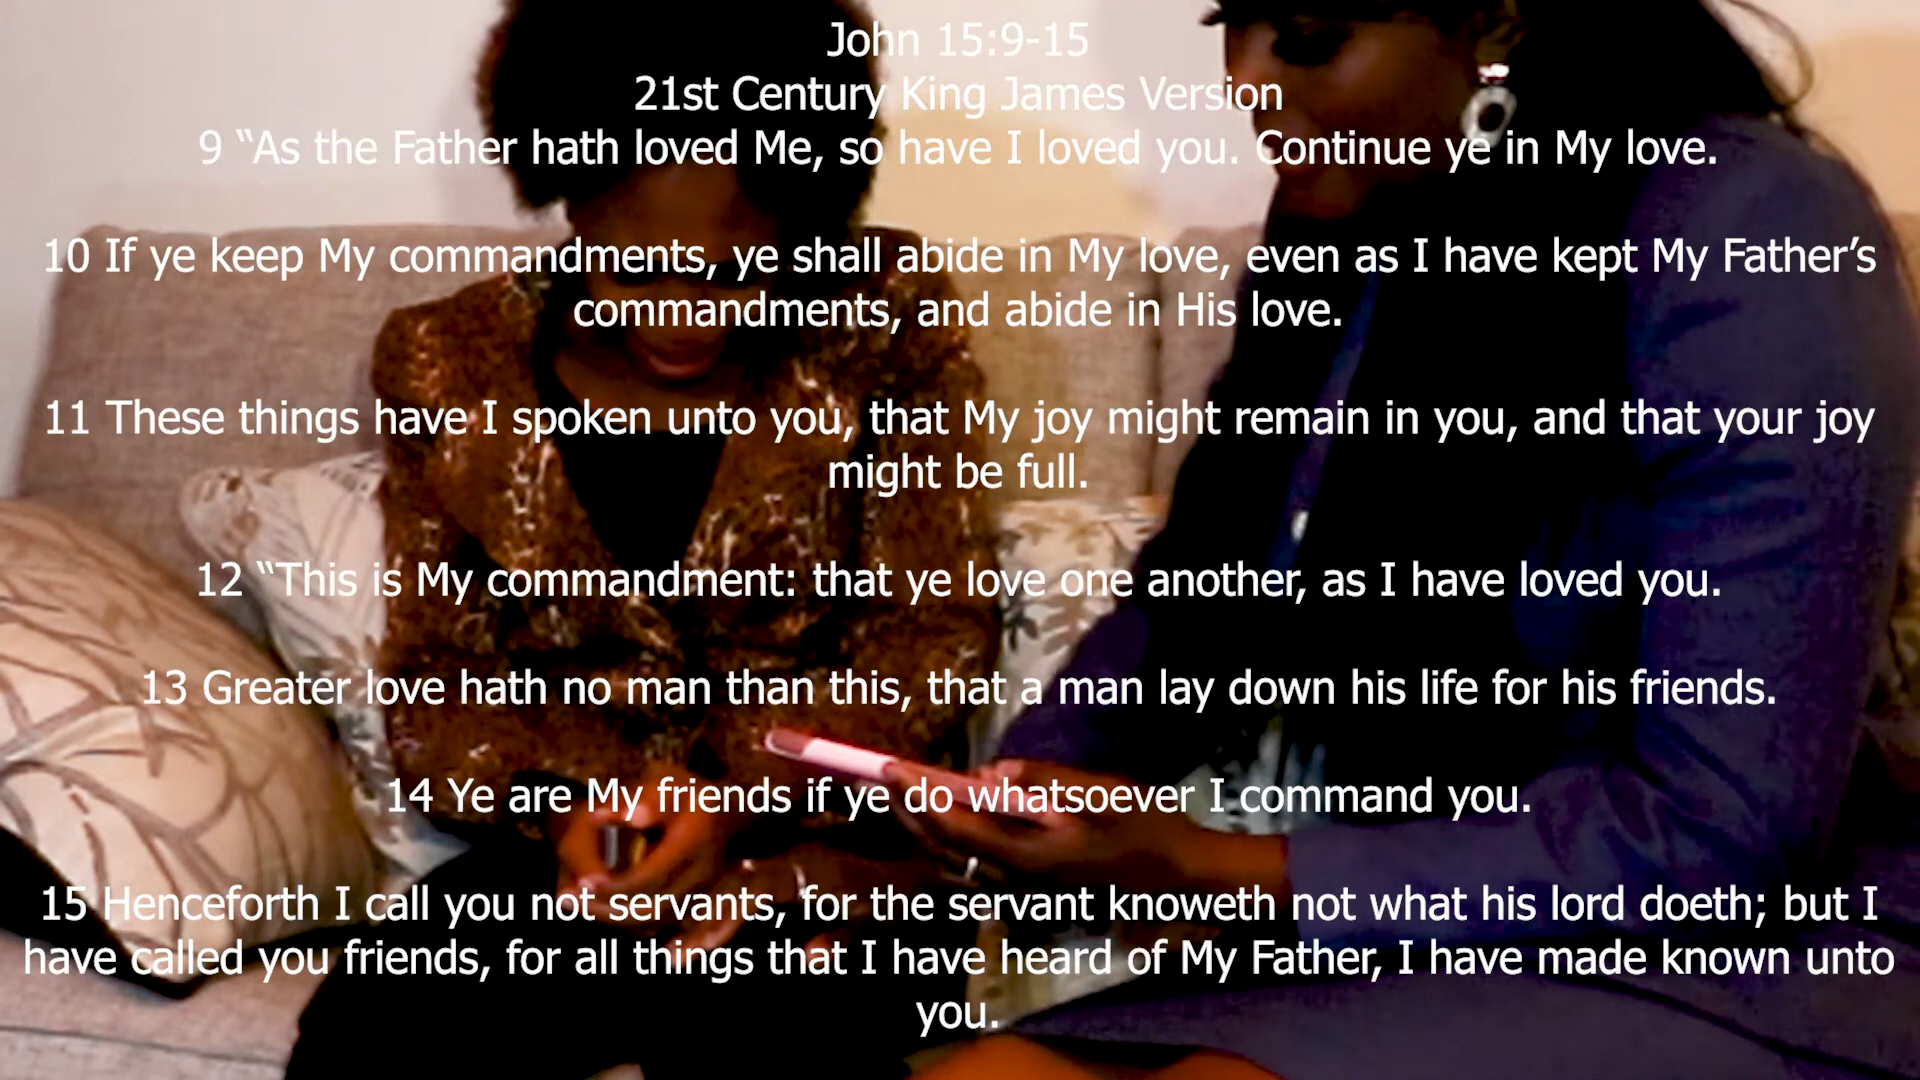 John 15:9-15
21st Century King James Version
9 “As the Father hath loved Me, so have I loved you. Continue ye in My love.
10 If ye keep My commandments, ye shall abide in My love, even as I have kept My Father’s
commandments, and abide in His love.
11 These things have I spoken unto you, that My joy might remain in you, and that your joy
might be full.
12 “This is My commandment: that ye love one another, as I have loved you.
13 Greater love hath no man than this, that a man lay down his life for his friends.
14 Ye are My friends if ye do whatsoever I command you.
15 Henceforth I call you not servants, for the servant knoweth not what his lord doeth; but I
have called you friends, for all things that I have heard of My Father, I have made known unto
you.